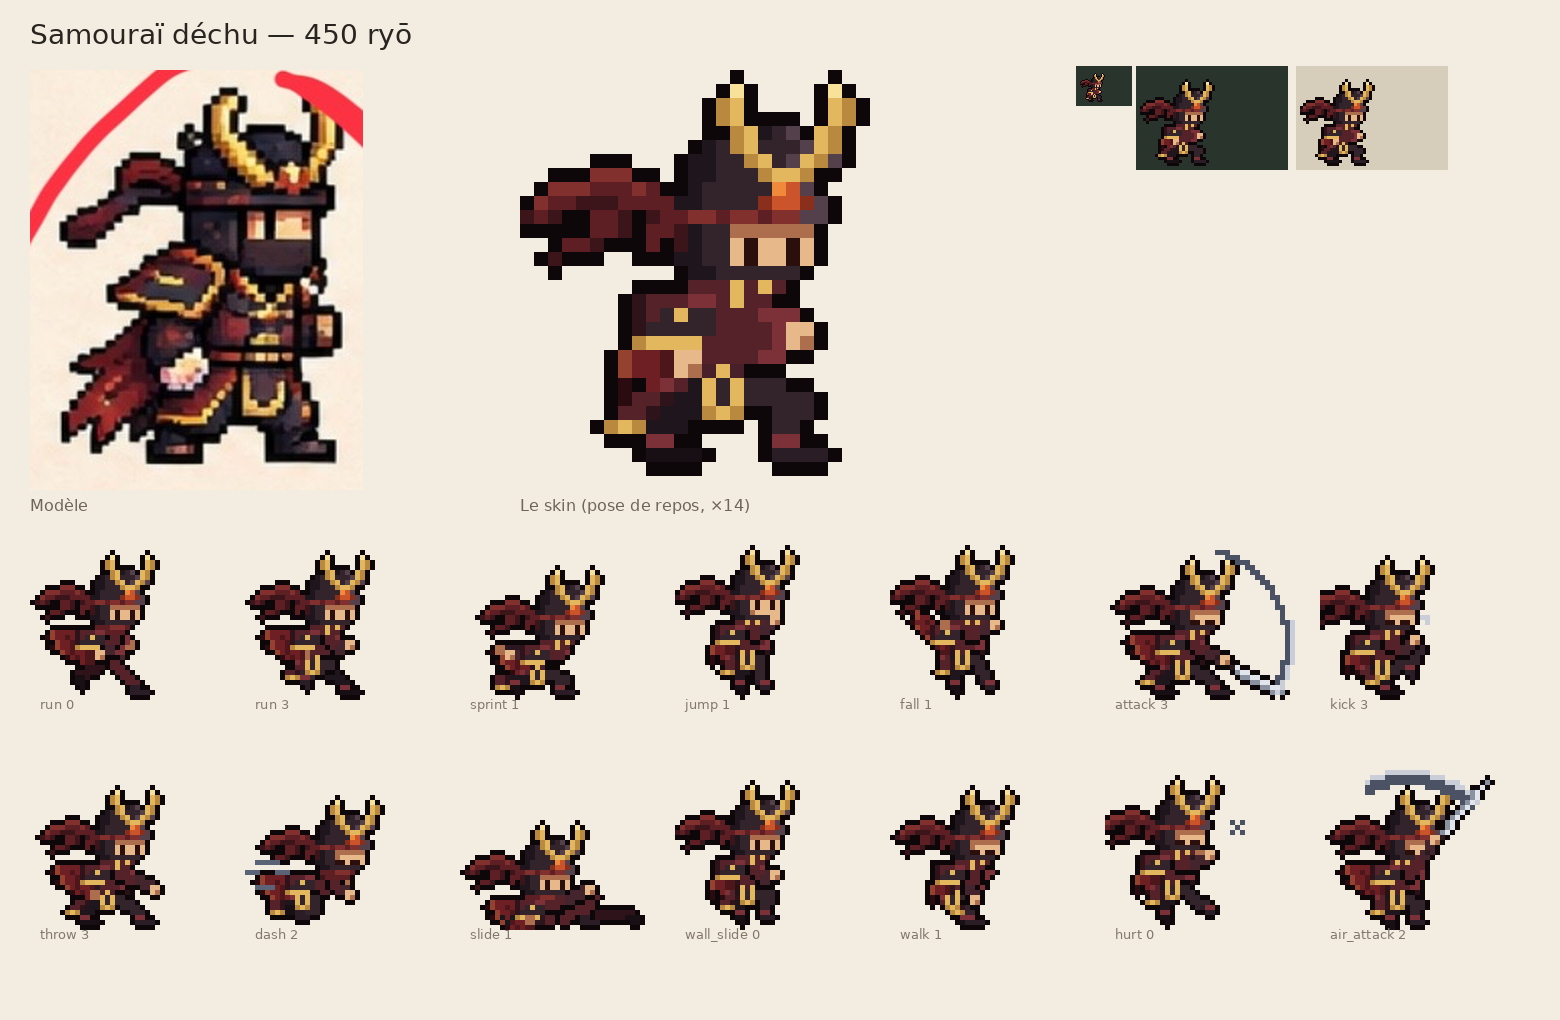 Samouraï déchu — 450 ryō
Modèle
Le skin (pose de repos, ×14)
run 0
run 3
sprint 1
jump 1
fall 1
attack 3
kick 3
throw 3
dash 2
slide 1
wall_slide 0
walk 1
hurt 0
air_attack 2